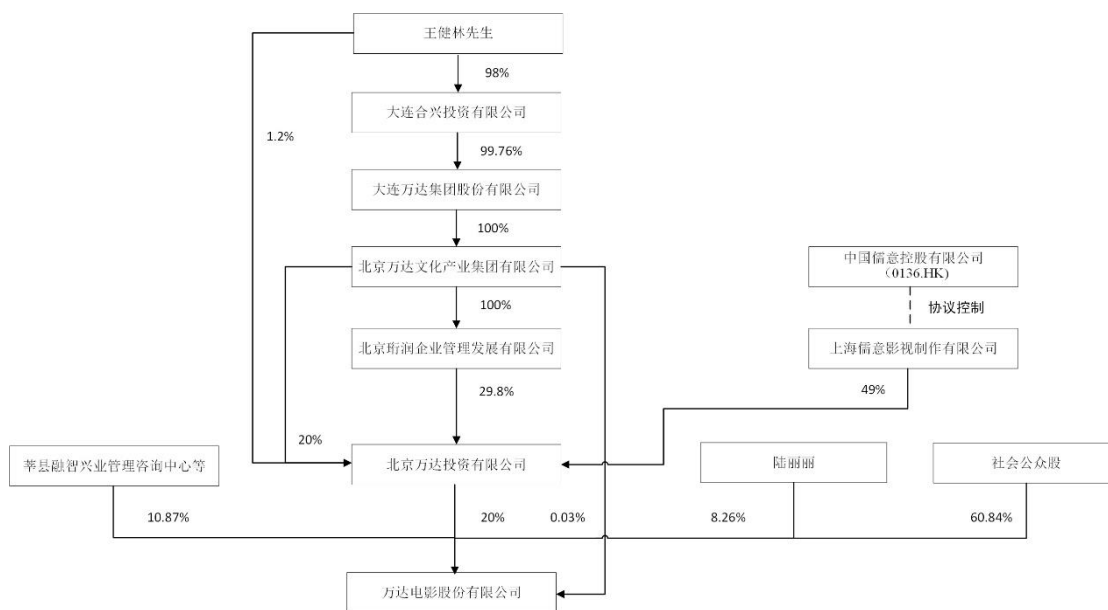 王健林先生
98%
大连合兴投资有限公司
1.2%
99.76%
大连万达集团股份有限公司
100%
北京万达文化产业集团有限公司
中国儒意控股有限公司
（0136.HK)
100%
协议控制
北京珩润企业管理发展有限公司
上海儒意影视制作有限公司
29.8%
49%
20%
莘县融智兴业管理咨询中心等
北京万达投资有限公司
陆丽丽
社会公众股
10.87%
20%
0.03%
8.26%
60.84%
万达电影股份有限公司